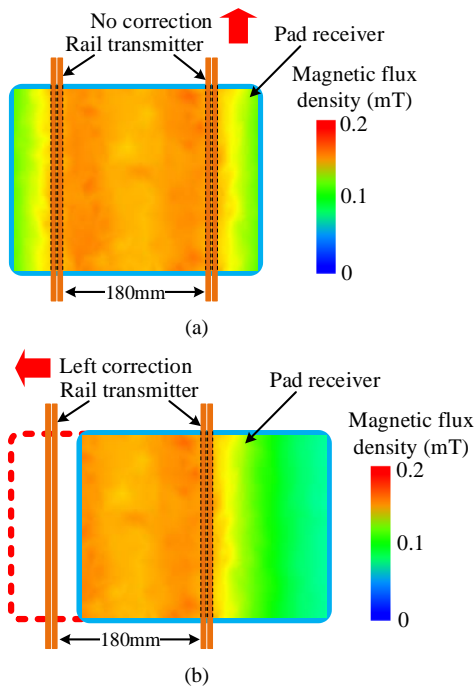 No correction
Rail transmitter
Pad receiver
Magnetic flux
density (mT)
0.2
0.1
0
180mm
(a)
Left correction
Rail transmitter
Pad receiver
Magnetic flux
density (mT)
0.2
0.1
0
180mm
(b)